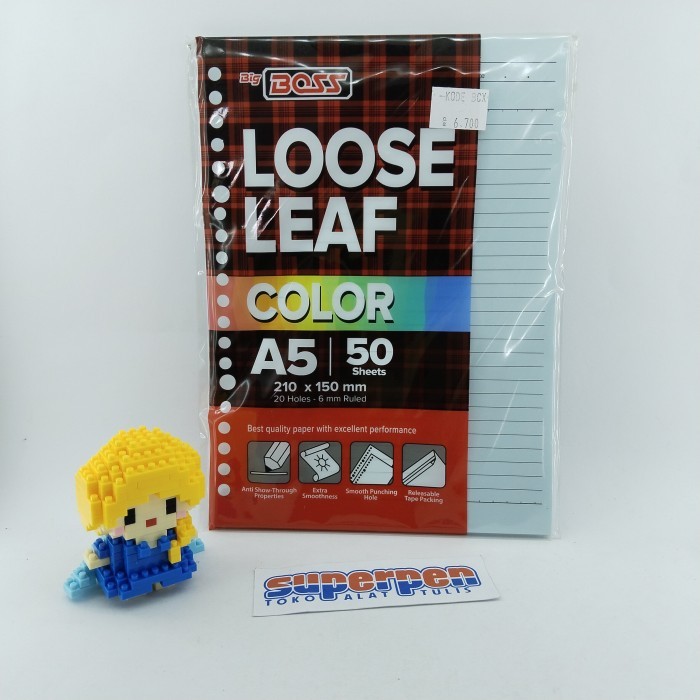 Big BOSS
KODE BCX
6.700
LOOSE
LEAF
COLOR
A5 | 50
Sheets
210 x 150 mm
20 Holes - 6 mm Ruled
Best quality paper with excellent performance
Anti Show-Through
Properties
Extra
Smoothness
Smooth Punching
Hole
Releasable
Tape Packing
superpen
TOKO ALAT TULIS